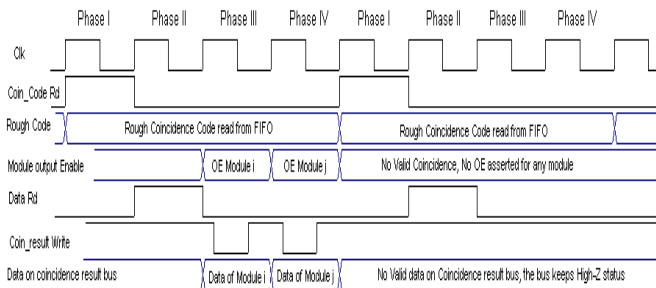 Phase I Phase II Phase III Phase IV Phase I Phase II Phase III Phase IV
Clk
Coin_Code Rd
Rough Code Rough Coincidence Code read from FIFO Rough Coincidence Code read from FIFO
Module output Enable OE Module i OE Module j No Valid Coincidence, No OE asserted for any module
Data Rd
Coin_result Write
Data on coincidence result bus Data of Module i Data of Module j No Valid data on Coincidence result bus, the bus keeps High-Z status